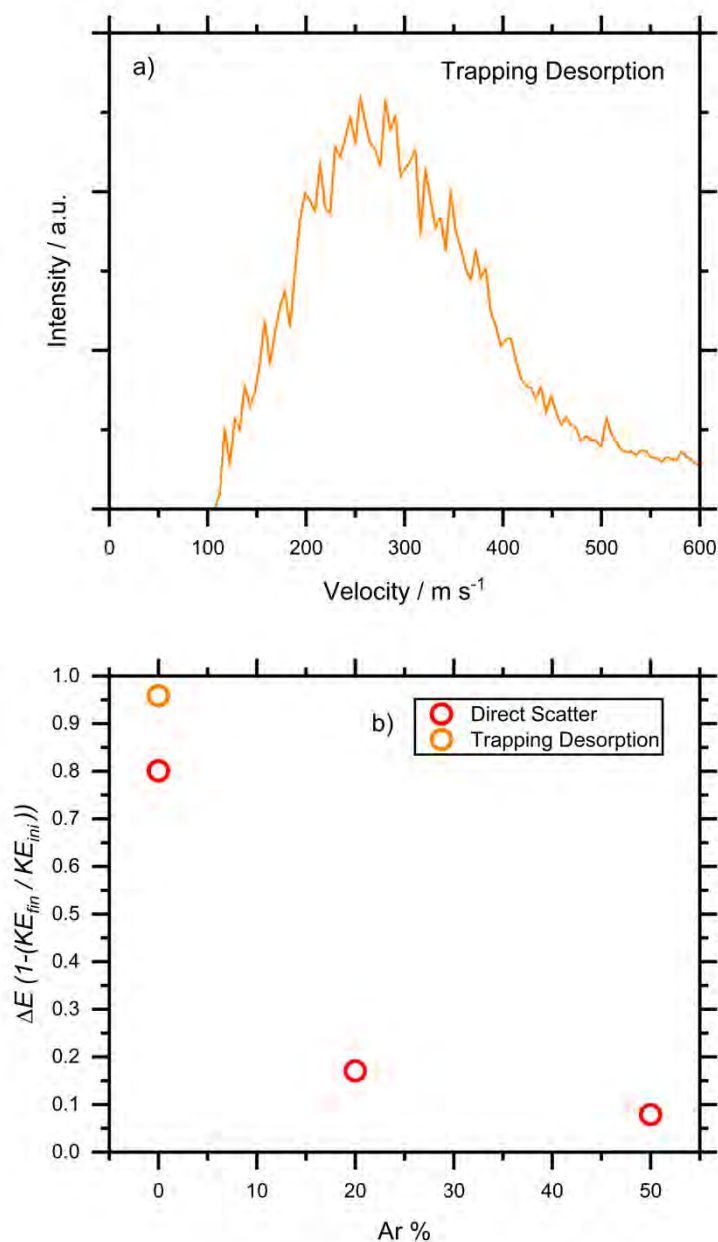 a)
Trapping Desorption
Intensity / a.u.
0 100 200 300 400 500 600
Velocity / m s⁻¹
1.0
0.9
0.8
0.7
0.6
0.5
0.4
0.3
0.2
0.1
0.0
b)
Direct Scatter
Trapping Desorption
ΔE (1-(KE_fin / KE_ini))
0 10 20 30 40 50
Ar %